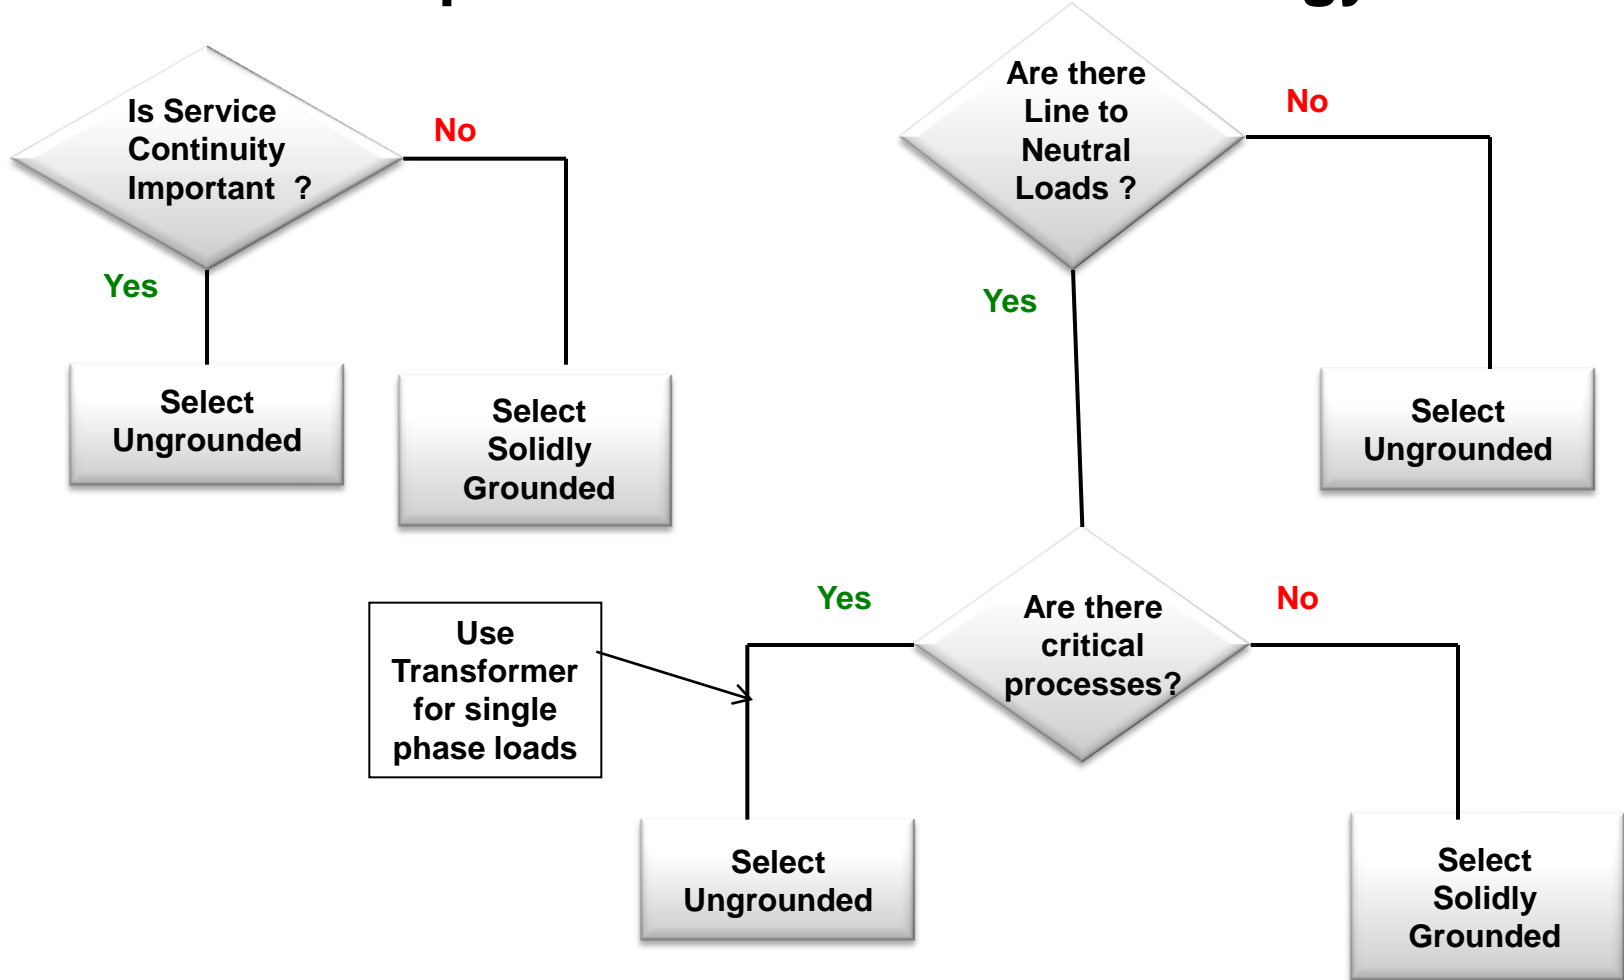 Is Service
Continuity
Important ?
No
Yes
Select
Ungrounded
Select
Solidly
Grounded
Are there
Line to
Neutral
Loads ?
No
Yes
Select
Ungrounded
Are there
critical
processes?
Yes
No
Use
Transformer
for single
phase loads
Select
Ungrounded
Select
Solidly
Grounded